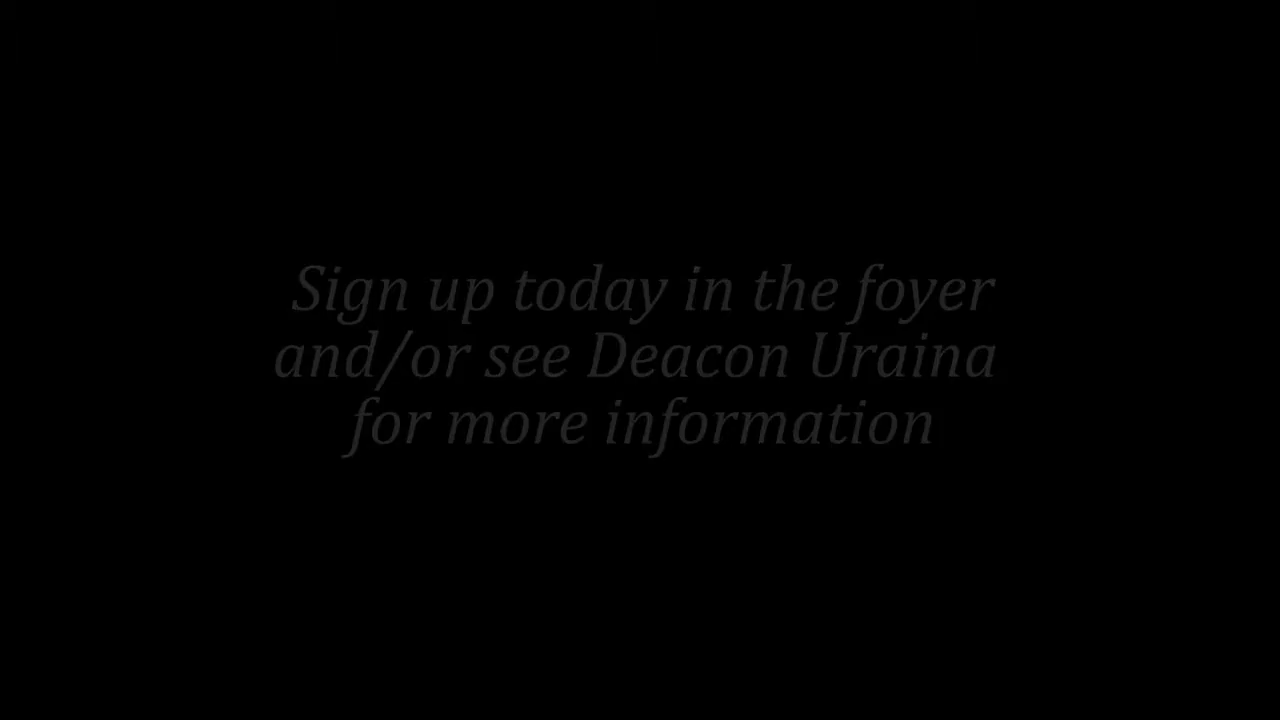 Sign up today in the foyer
and/or see Deacon Uraina
for more information